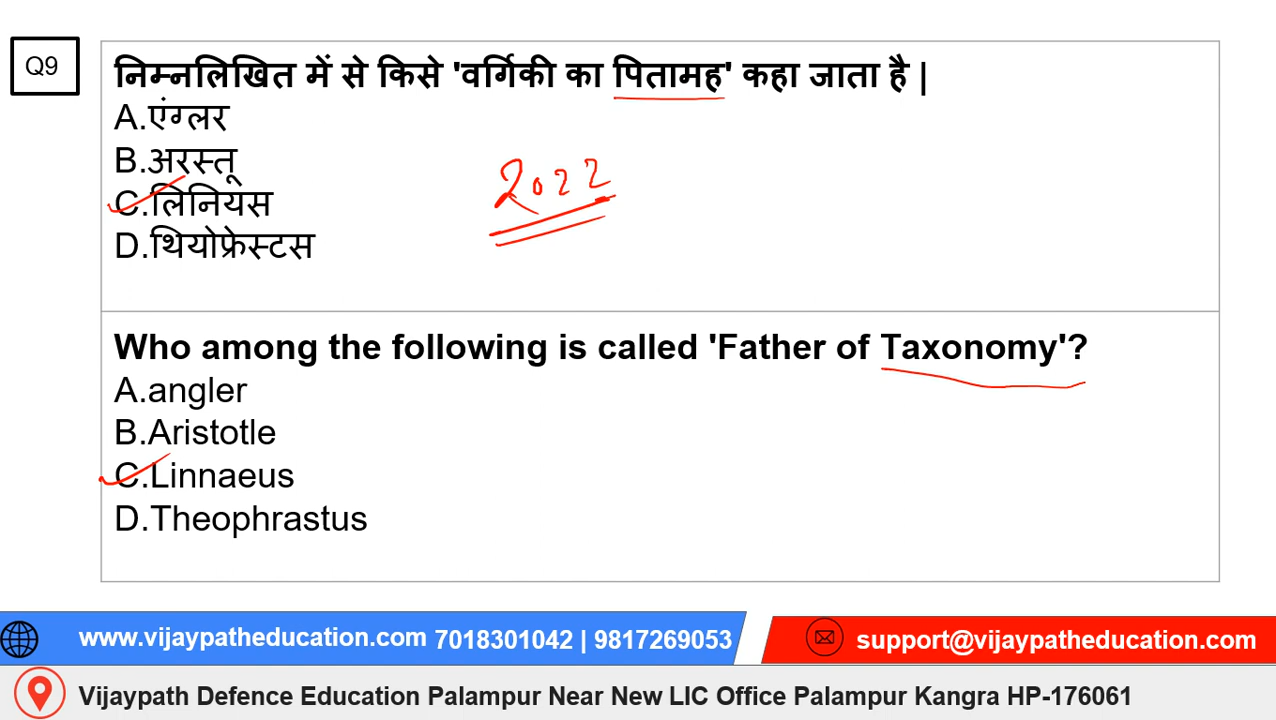 Q9
निम्नलिखित में से किसे 'वर्गिकी का पितामह' कहा जाता है |
A.एंग्लर
B.अरस्तू
C.लिनियस
D.थियोफ्रेस्टस
2022
Who among the following is called 'Father of Taxonomy'?
A.angler
B.Aristotle
C.Linnaeus
D.Theophrastus
www.vijaypatheducation.com 7018301042 | 9817269053
support@vijaypatheducation.com
Vijaypath Defence Education Palampur Near New LIC Office Palampur Kangra HP-176061